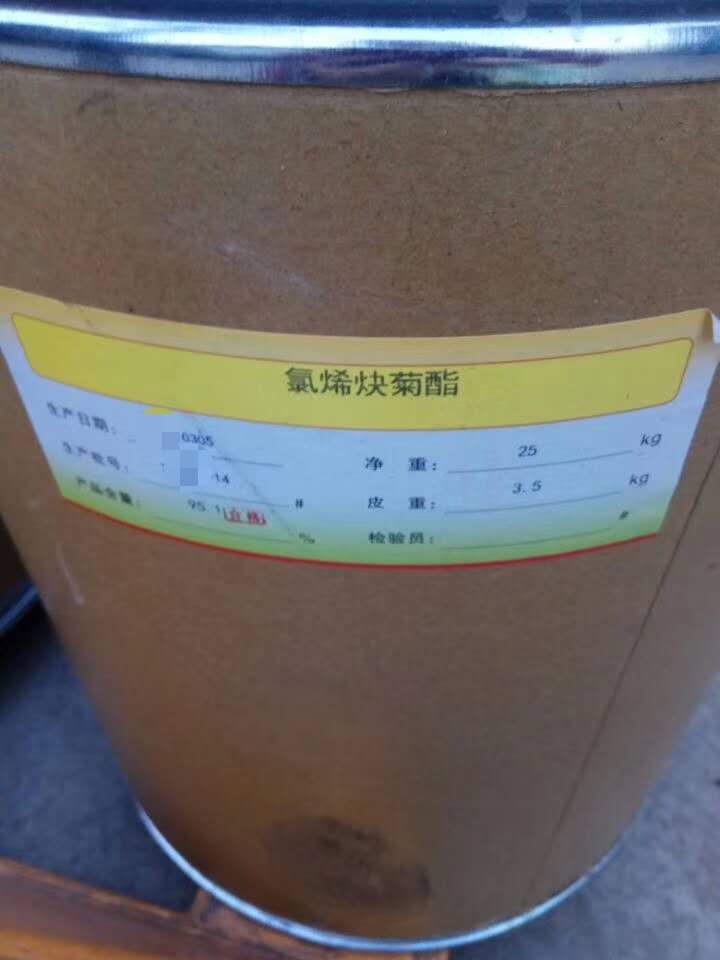 氯烯炔菊酯
生产日期： 0305
净 重： 25 kg
生产批号： 14 #
皮 重： 3.5 kg
产品含量： 95.1 合格 %
检验员： #